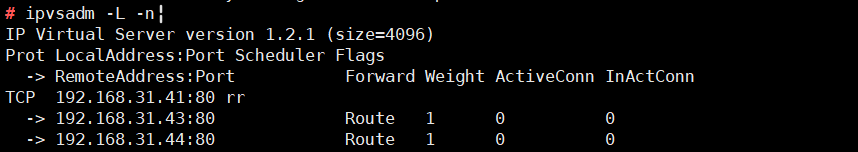 # ipvsadm -L -n
IP Virtual Server version 1.2.1 (size=4096)
Prot LocalAddress:Port Scheduler Flags
  -> RemoteAddress:Port           Forward Weight ActiveConn InActConn
TCP  192.168.31.41:80 rr
  -> 192.168.31.43:80             Route   1      0          0
  -> 192.168.31.44:80             Route   1      0          0